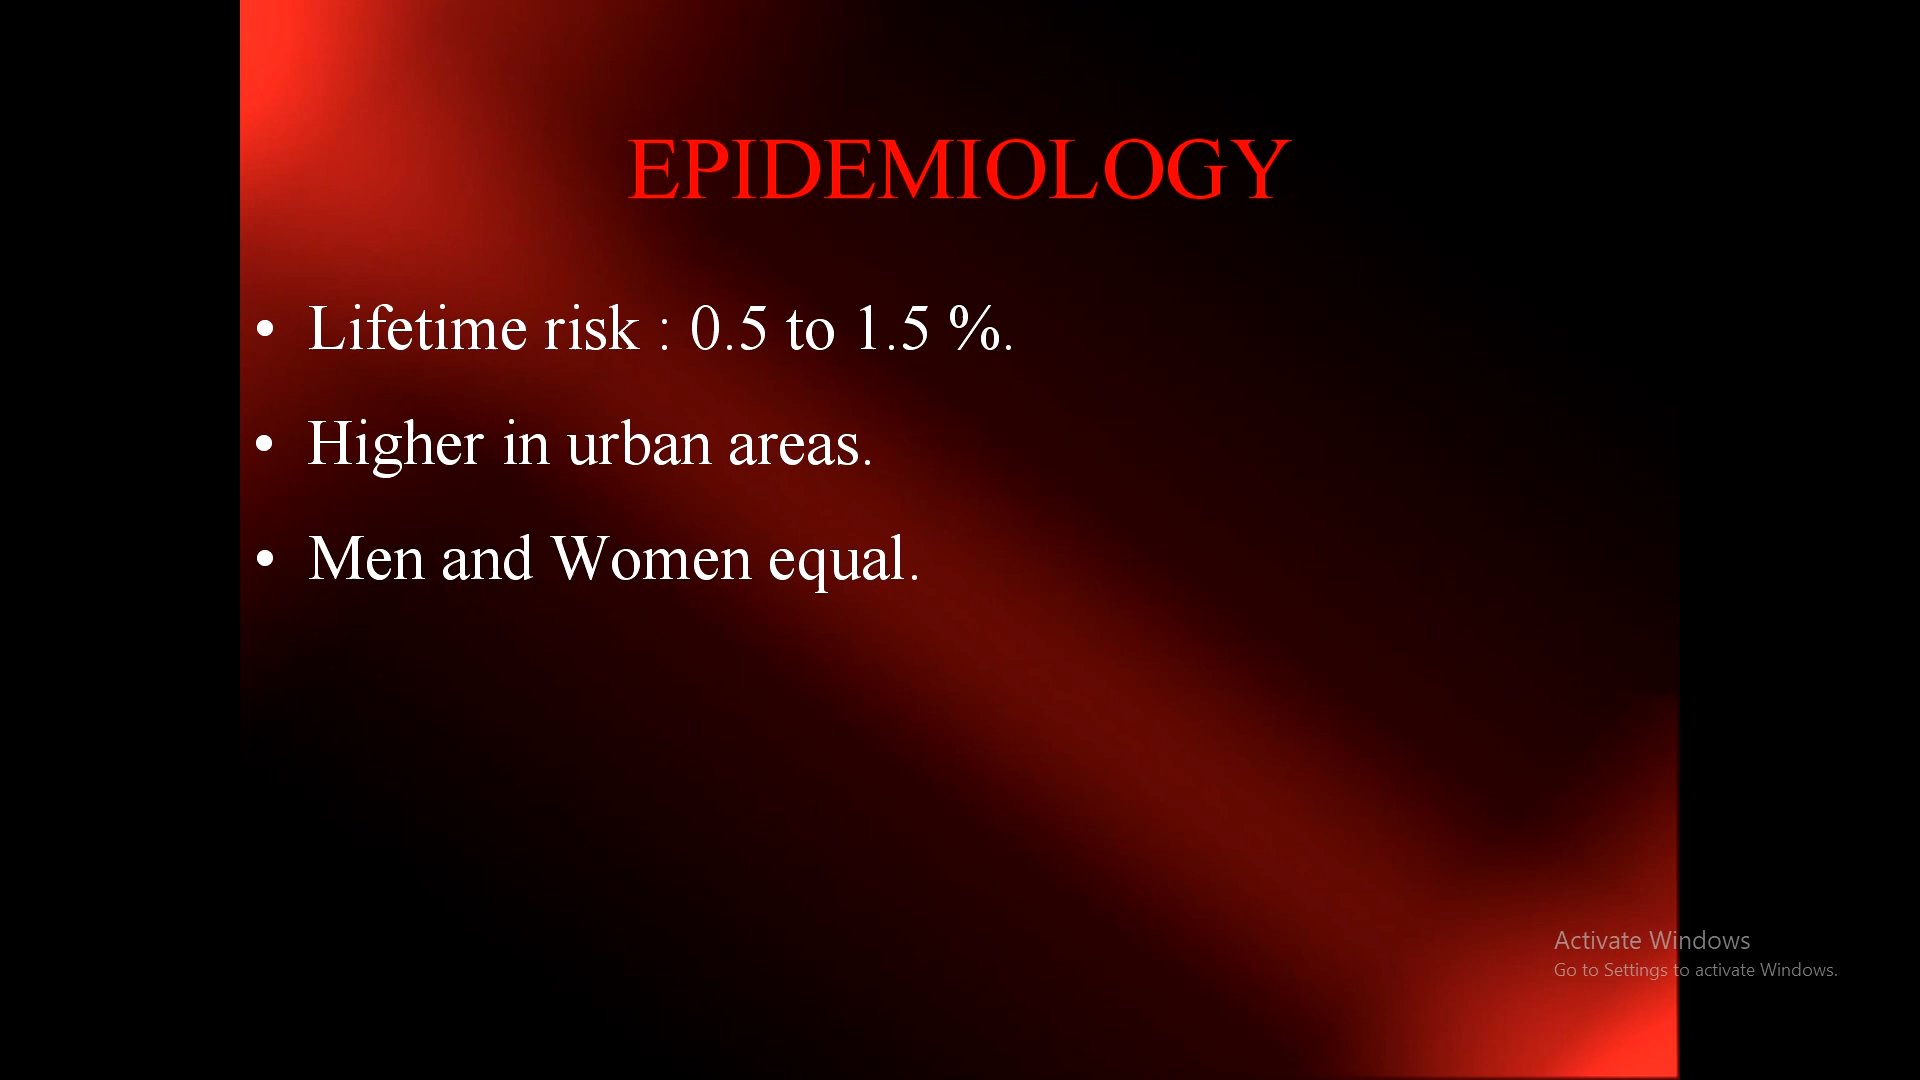 EPIDEMIOLOGY
• Lifetime risk : 0.5 to 1.5 %.
• Higher in urban areas.
• Men and Women equal.
Activate Windows
Go to Settings to activate Windows.